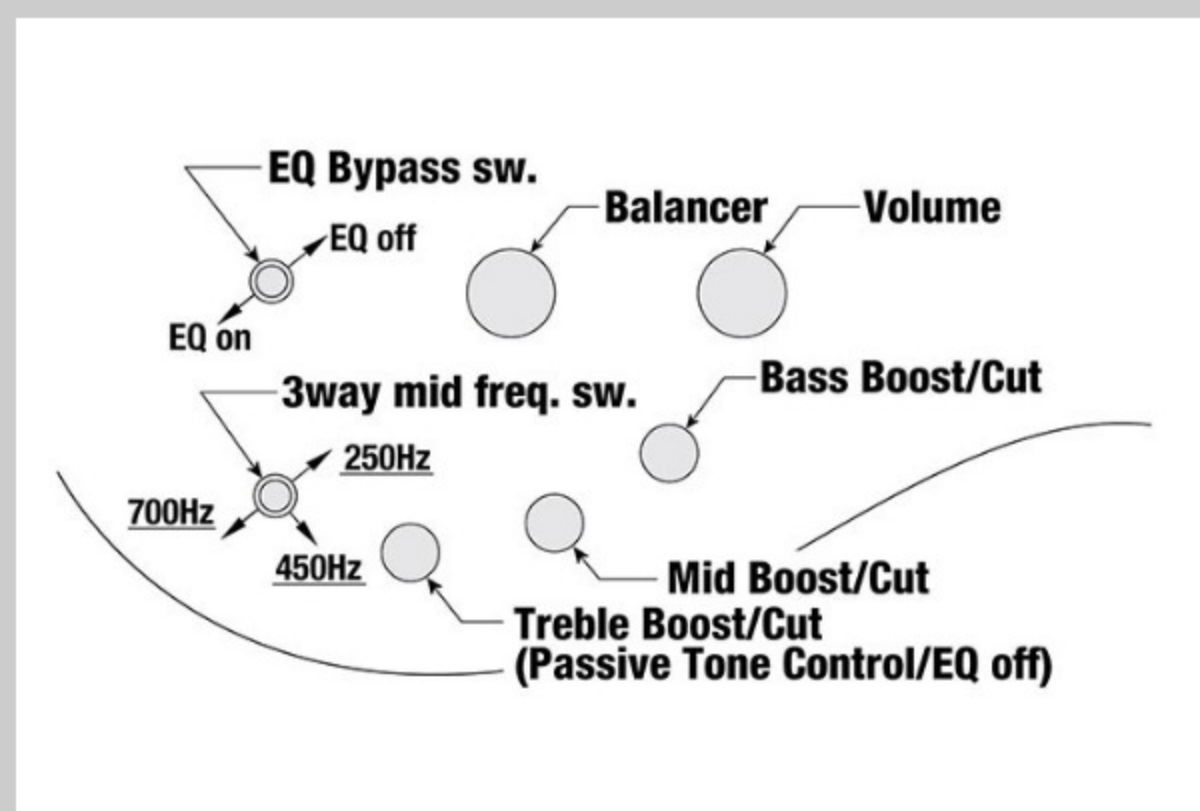 EQ Bypass sw.
EQ off
EQ on
Balancer
Volume
3way mid freq. sw.
250Hz
700Hz
450Hz
Bass Boost/Cut
Mid Boost/Cut
Treble Boost/Cut
(Passive Tone Control/EQ off)